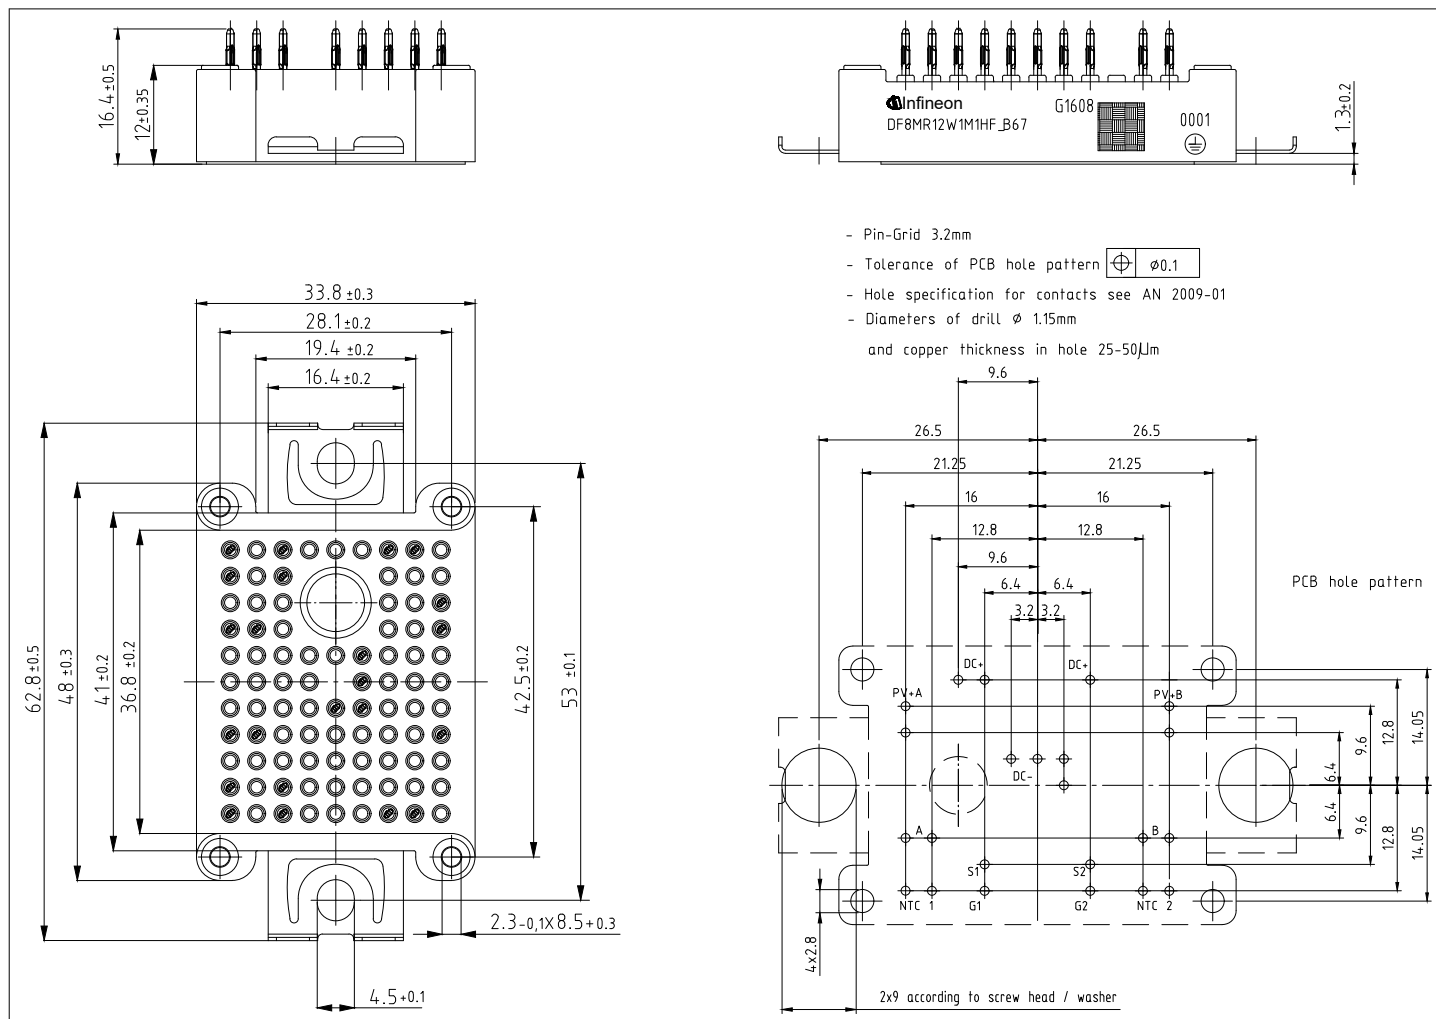 16.4±0.5
12±0.35
Infineon
DF8MR12W1M1HF_B67
G1608
0001
1.3±0.2
- Pin-Grid 3.2mm
- Tolerance of PCB hole pattern ⌖ ⌀0.1
- Hole specification for contacts see AN 2009-01
- Diameters of drill ⌀ 1.15mm
and copper thickness in hole 25-50µm
33.8 ±0.3
28.1±0.2
19.4 ±0.2
16.4±0.2
62.8±0.5
48 ±0.3
41±0.2
36.8 ±0.2
42.5±0.2
53 ±0.1
2.3-0,1X8.5+0.3
4.5+0.1
9.6
26.5 26.5
21.25 21.25
16 16
12.8 12.8
9.6
6.4 6.4
3.2 3.2
PCB hole pattern
DC+ DC+
PV+A PV+B
DC-
A B
S1 S2
NTC 1 G1 G2 NTC 2
6.4 9.6 12.8 14.05
6.4 9.6 12.8 14.05
4x2.8
2x9 according to screw head / washer